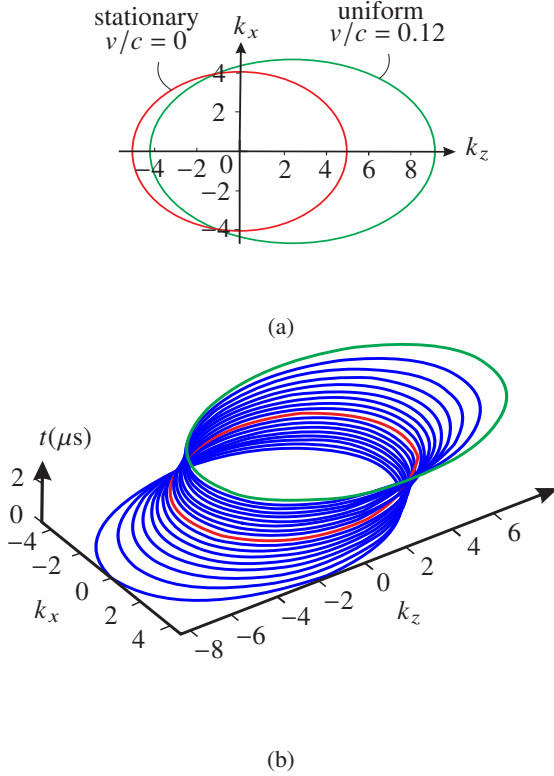 stationary
v/c = 0
k_x
uniform
v/c = 0.12
4
2
−4
−2
0
2
4
6
8
k_z
−2
−4
(a)
t(μs)
2
0
−4
−2
0
2
4
k_x
−8
−6
−4
−2
0
2
4
6
k_z
(b)